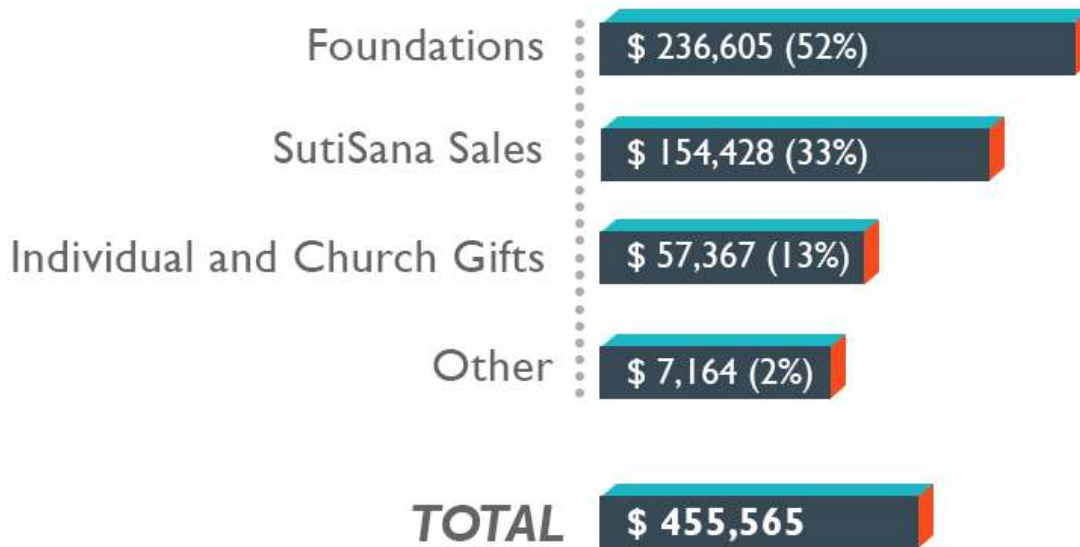 Foundations $ 236,605 (52%)
SutiSana Sales $ 154,428 (33%)
Individual and Church Gifts $ 57,367 (13%)
Other $ 7,164 (2%)
TOTAL $ 455,565